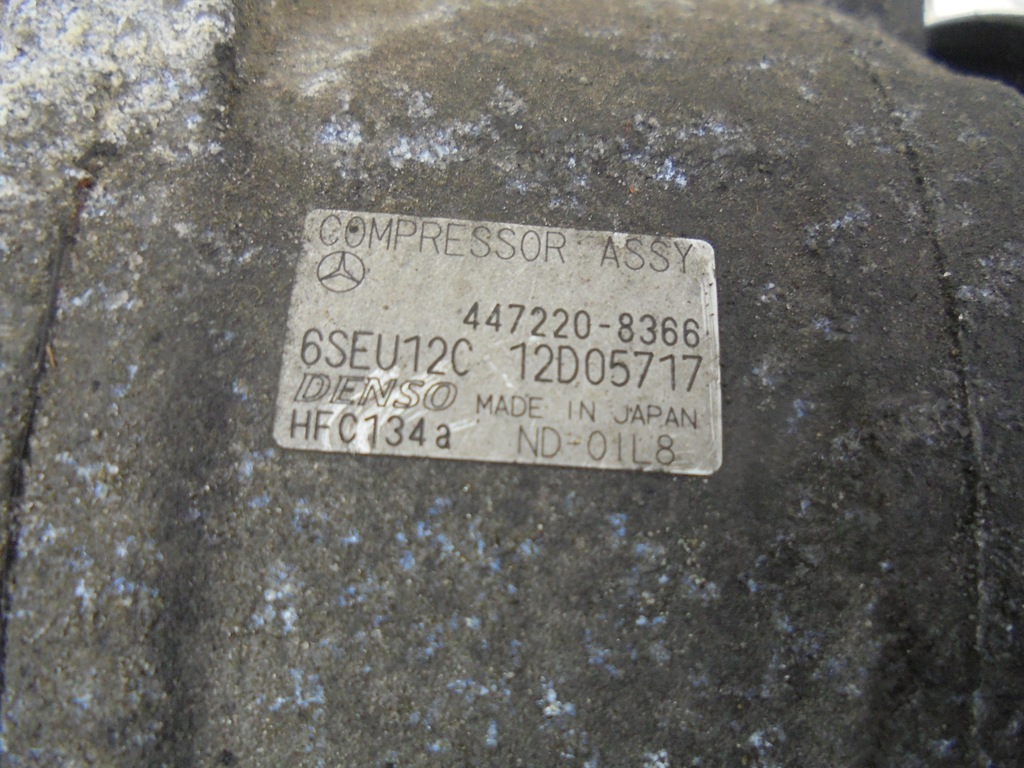 COMPRESSOR ASSY
447220-8366
6SEU12C 12D05717
DENSO MADE IN JAPAN
HFC134a ND-OIL8